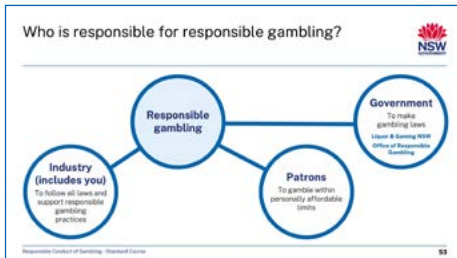 Who is responsible for responsible gambling?
NSW
GOVERNMENT
Responsible
gambling
Government
To make
gambling laws
Liquor & Gaming NSW
Office of Responsible
Gambling
Industry
(includes you)
To follow all laws and
support responsible
gambling
practices
Patrons
To gamble within
personally affordable
limits
Responsible Conduct of Gambling - Standard Course
53